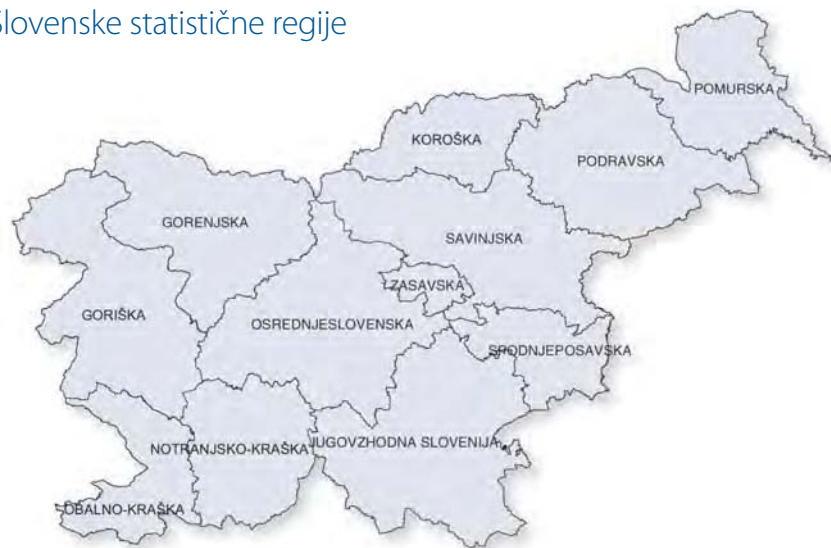 Slovenske statistične regije
POMURSKA
KOROŠKA
PODRAVSKA
GORENJSKA
SAVINJSKA
ZASAVSKA
GORIŠKA
OSREDNJESLOVENSKA
SPODNJEPOSAVSKA
NOTRANJSKO-KRAŠKA
JUGOVZHODNA SLOVENIJA
OBALNO-KRAŠKA